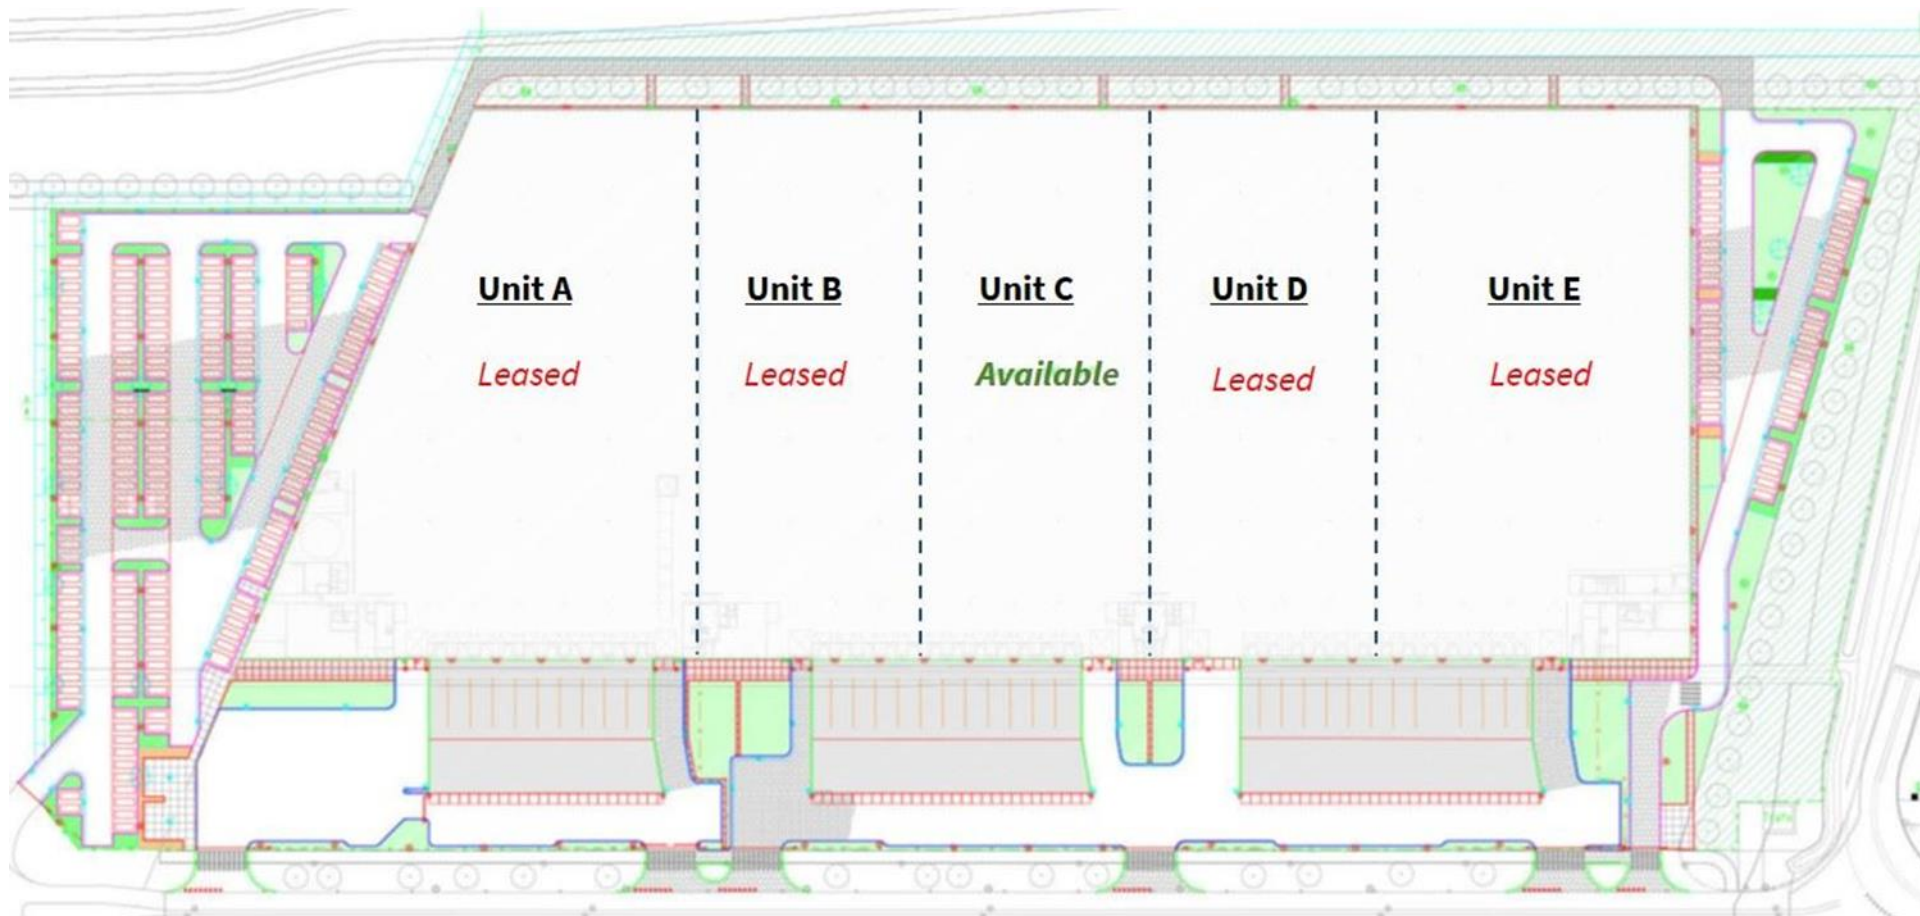 Unit A
Unit B
Unit C
Unit D
Unit E
Leased
Leased
Available
Leased
Leased